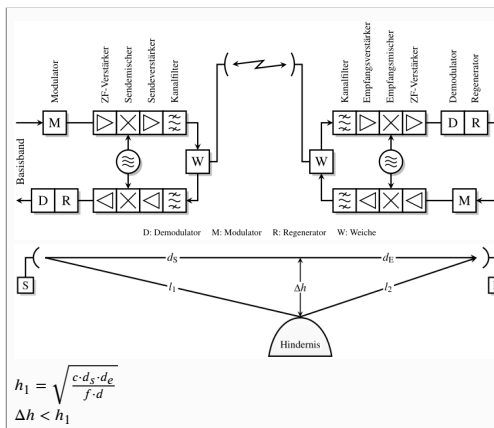 Modulator
ZF-Verstärker
Sendemischer
Sendeverstärker
Kanalfilter
Kanalfilter
Empfangsverstärker
Empfangsmischer
ZF-Verstärker
Demodulator
Regenerator
M
D R
Basisband
W
W
D R
M
D: Demodulator M: Modulator R: Regenerator W: Weiche
d_S d_E
S
l_1 Δh l_2
Hindernis
h_1 = √(c·d_s·d_e / f·d)
Δh < h_1